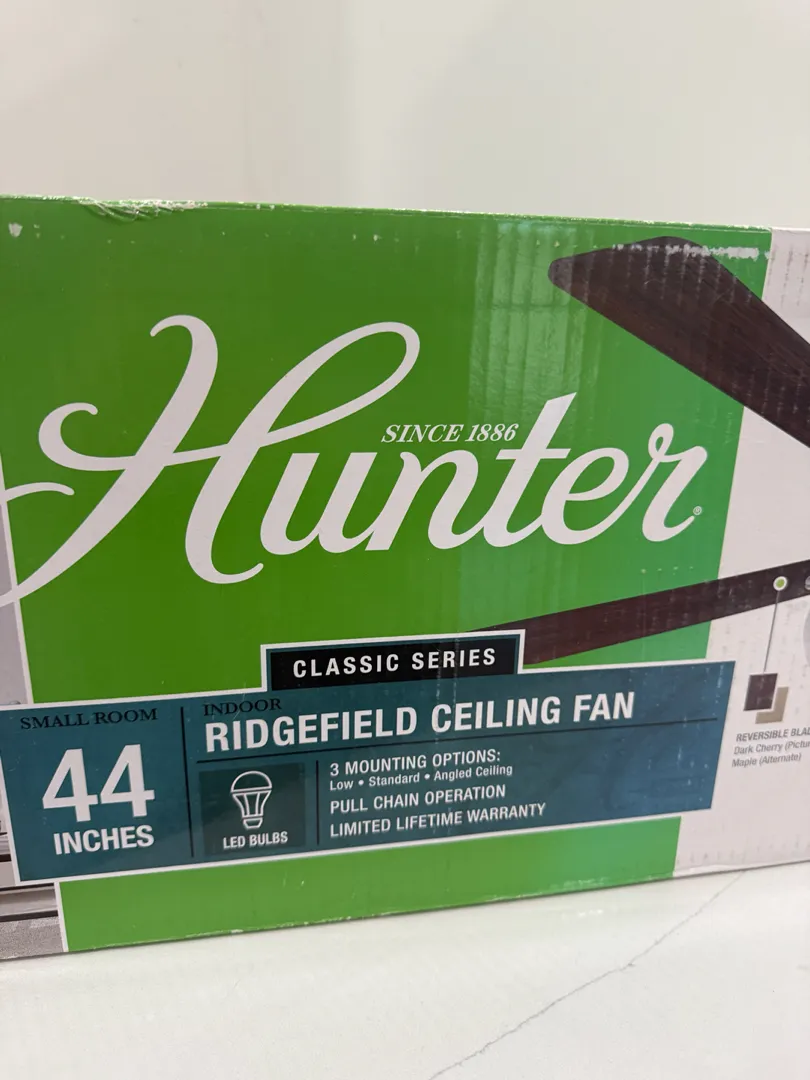 Hunter®
SINCE 1886
CLASSIC SERIES
SMALL ROOM
44
INCHES
INDOOR
RIDGEFIELD CEILING FAN
LED BULBS
3 MOUNTING OPTIONS:
Low • Standard • Angled Ceiling
PULL CHAIN OPERATION
LIMITED LIFETIME WARRANTY
REVERSIBLE
Dark Cherry
Maple (Alternate)